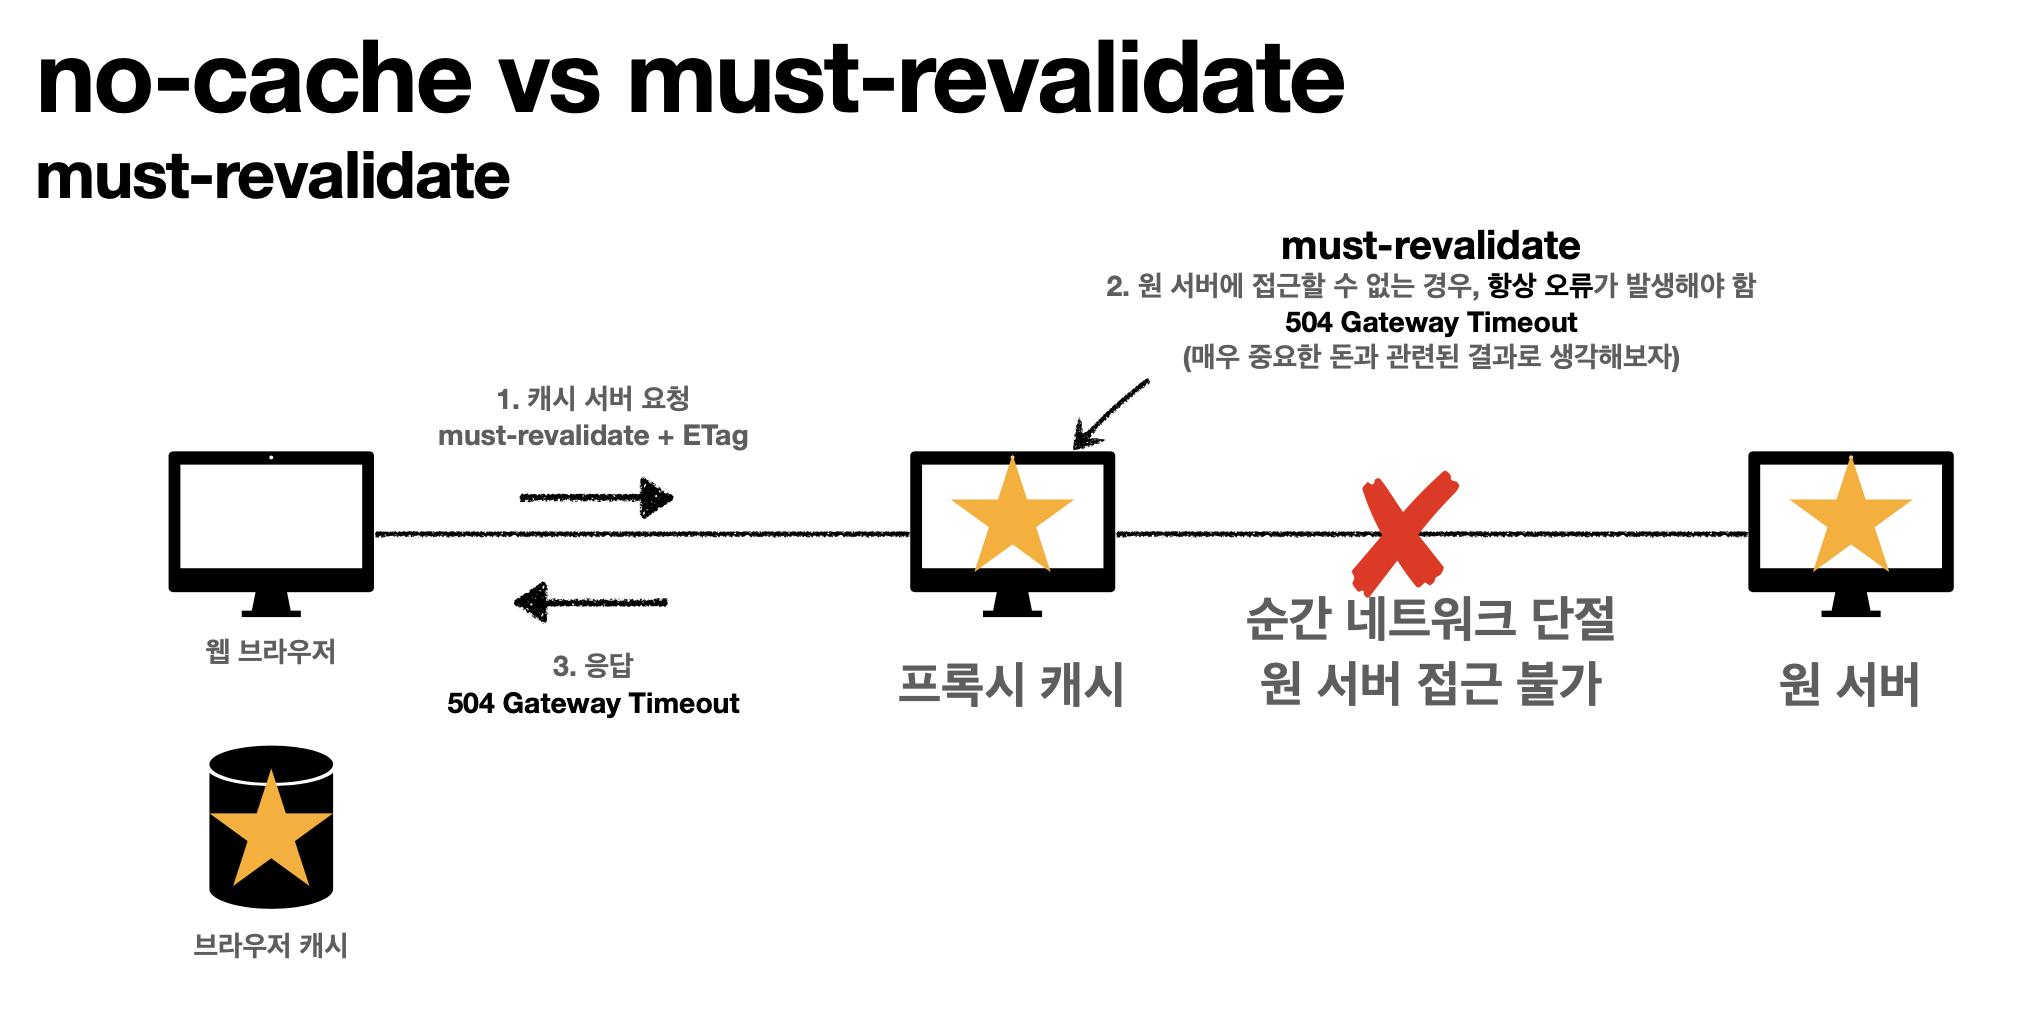 no-cache vs must-revalidate
must-revalidate
must-revalidate
2. 원 서버에 접근할 수 없는 경우, 항상 오류가 발생해야 함
504 Gateway Timeout
(매우 중요한 돈과 관련된 결과로 생각해보자)
1. 캐시 서버 요청
must-revalidate + ETag
웹 브라우저
3. 응답
504 Gateway Timeout
프록시 캐시
순간 네트워크 단절
원 서버 접근 불가
원 서버
브라우저 캐시